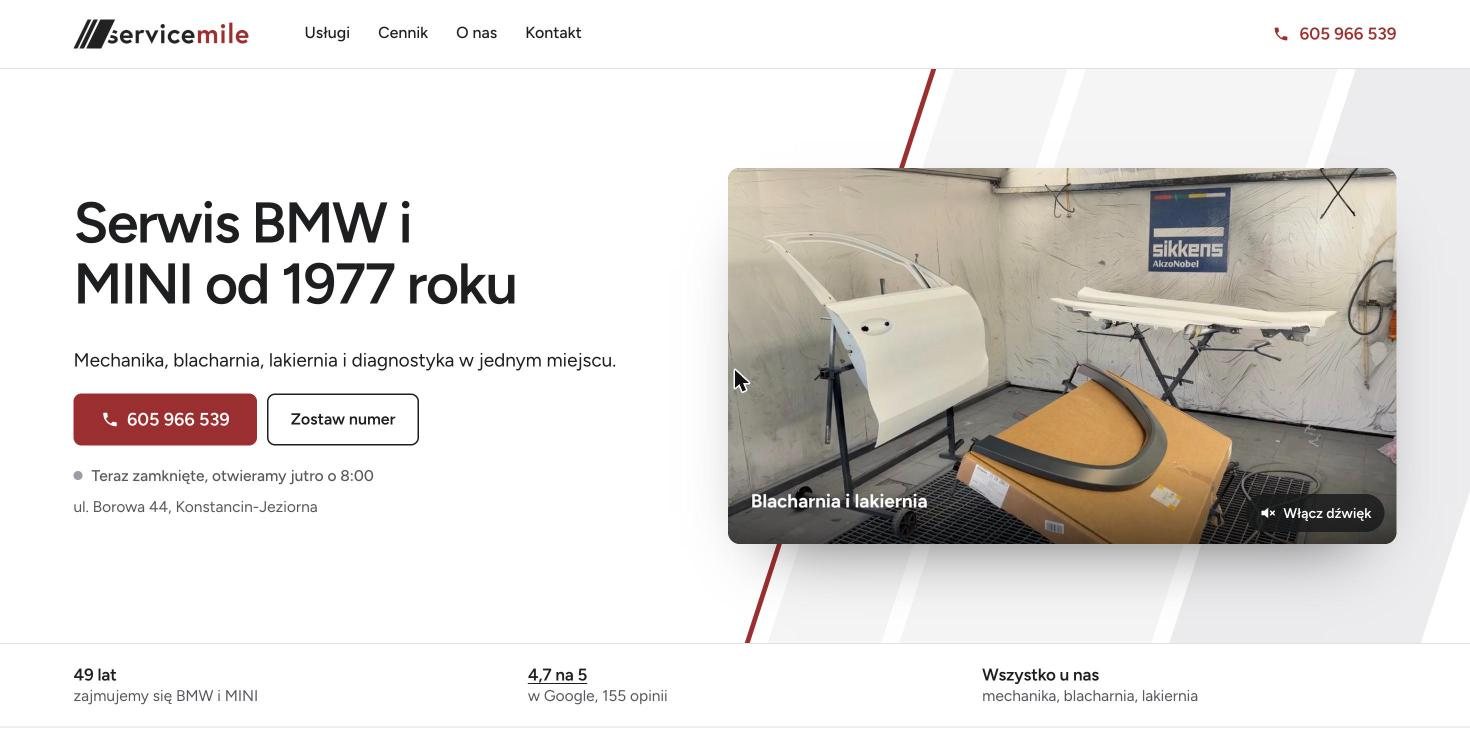 servicemile
Usługi
Cennik
O nas
Kontakt
605 966 539
Serwis BMW i
MINI od 1977 roku
Mechanika, blacharnia, lakiernia i diagnostyka w jednym miejscu.
605 966 539
Zostaw numer
Teraz zamknięte, otwieramy jutro o 8:00
ul. Borowa 44, Konstancin-Jeziorna
sikkens
AkzoNobel
Blacharnia i lakiernia
Włącz dźwięk
49 lat
zajmujemy się BMW i MINI
4,7 na 5
w Google, 155 opinii
Wszystko u nas
mechanika, blacharnia, lakiernia